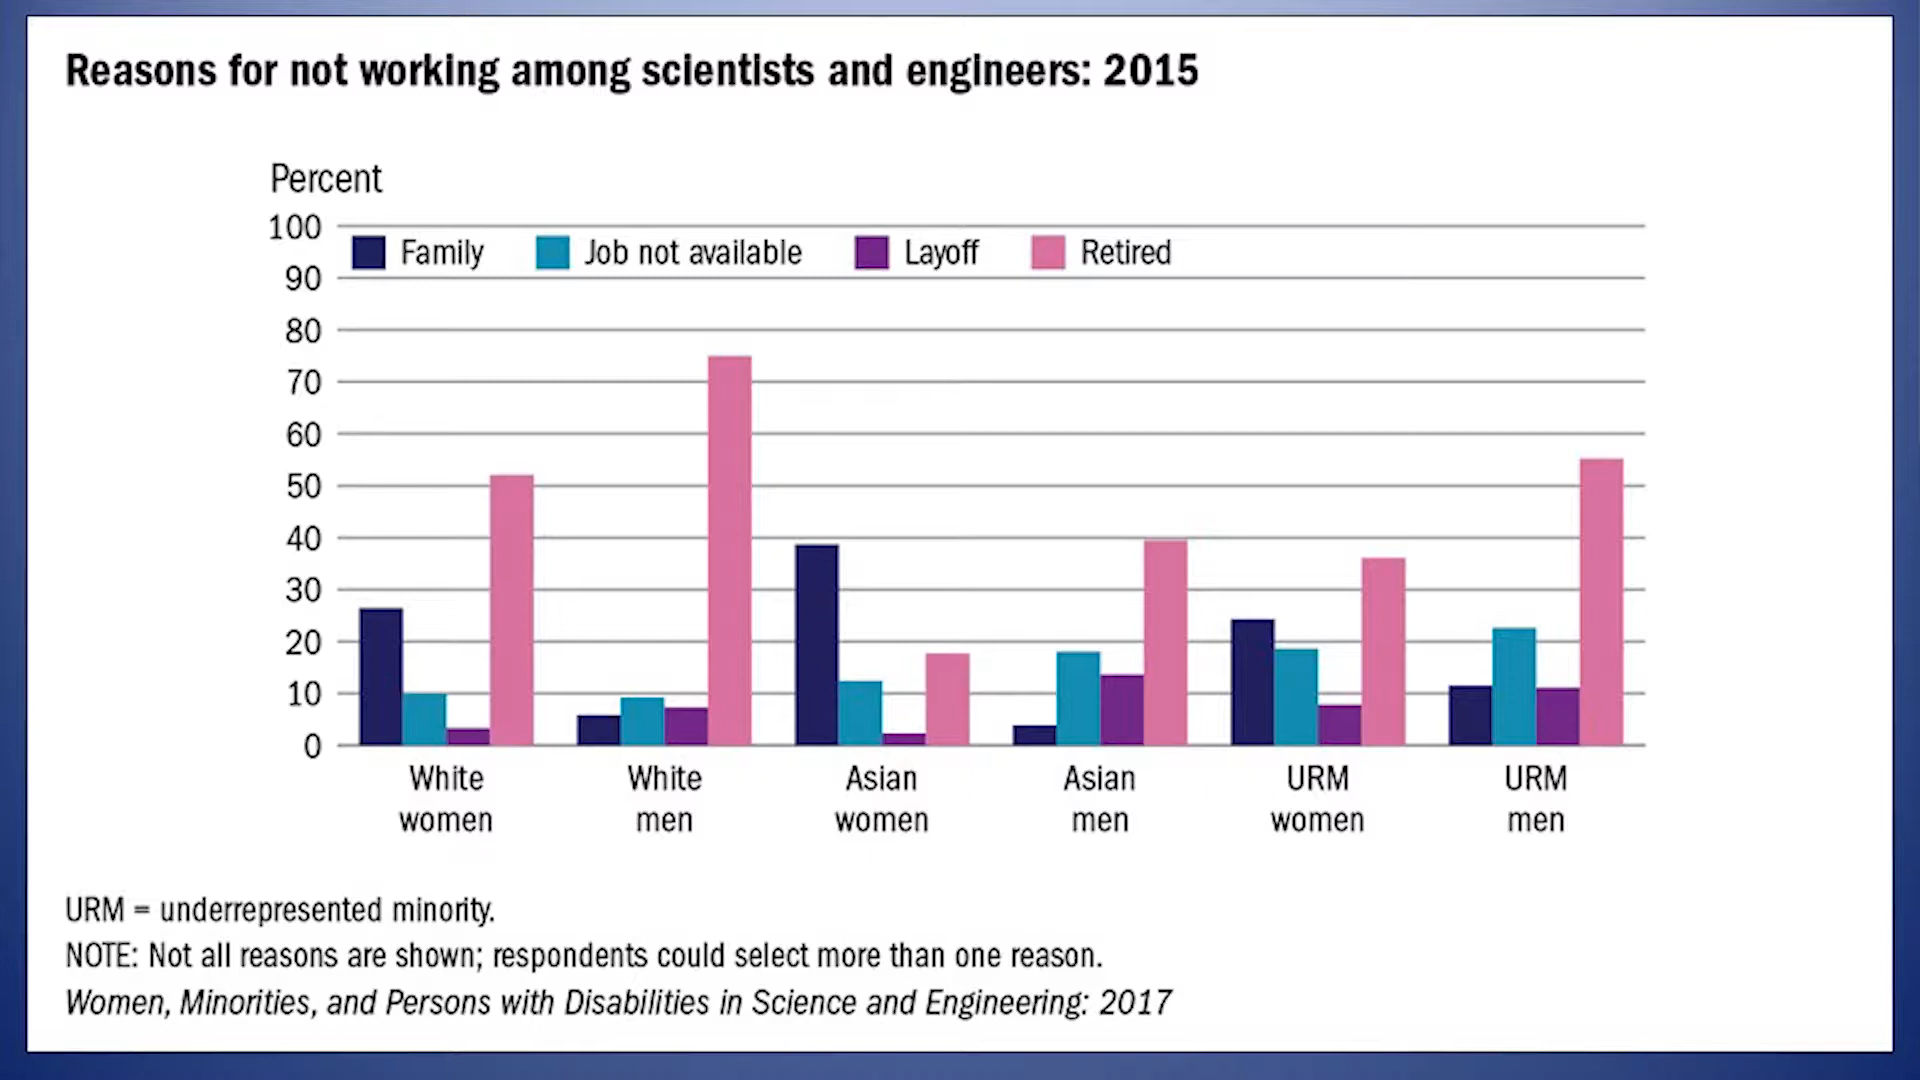 Reasons for not working among scientists and engineers: 2015
Percent
100
Family Job not available Layoff Retired
90
80
70
60
50
40
30
20
10
0
White women
White men
Asian women
Asian men
URM women
URM men
URM = underrepresented minority.
NOTE: Not all reasons are shown; respondents could select more than one reason.
Women, Minorities, and Persons with Disabilities in Science and Engineering: 2017